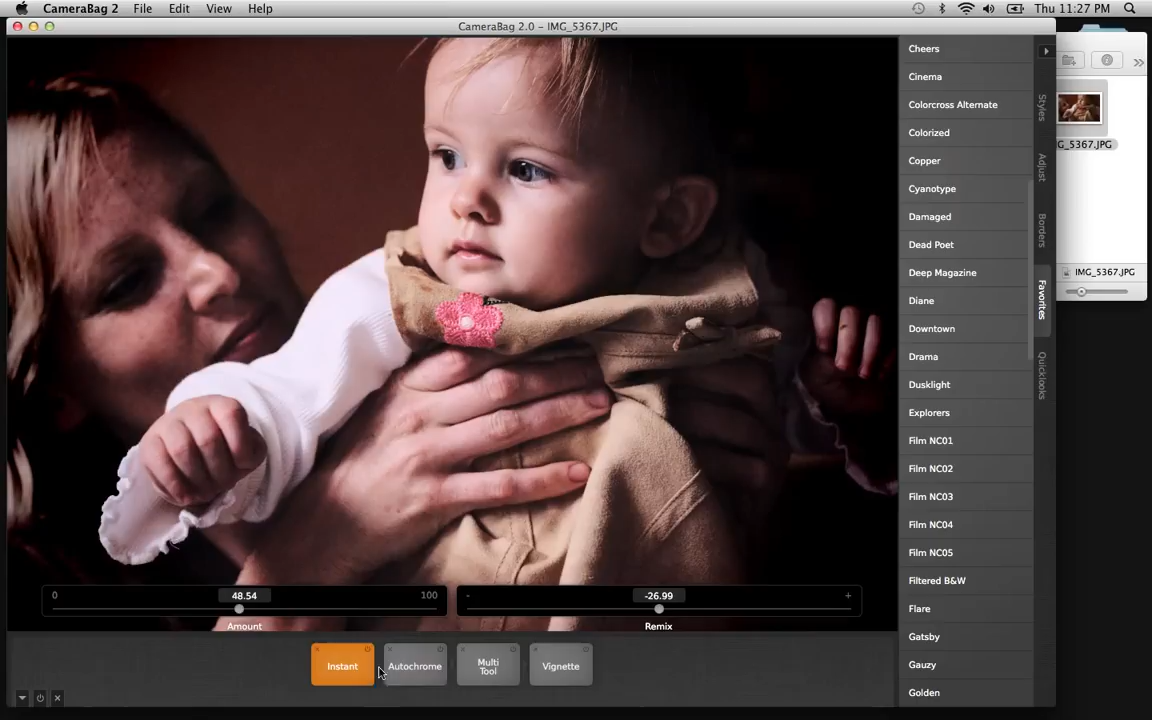 CameraBag 2 File Edit View Help Thu 11:27 PM
CameraBag 2.0 – IMG_5367.JPG
Cheers
Cinema
Colorcross Alternate
Colorized
Copper
Cyanotype
Damaged
Dead Poet
Deep Magazine
Diane
Downtown
Drama
Dusklight
Explorers
Film NC01
Film NC02
Film NC03
Film NC04
Film NC05
Filtered B&W
Flare
Gatsby
Gauzy
Golden
Styles
Adjust
Borders
Favorites
Quicklooks
G_5367.JPG
IMG_5367.JPG
0 48.54 100
Amount
- -26.99 +
Remix
Instant
Autochrome
Multi
Tool
Vignette